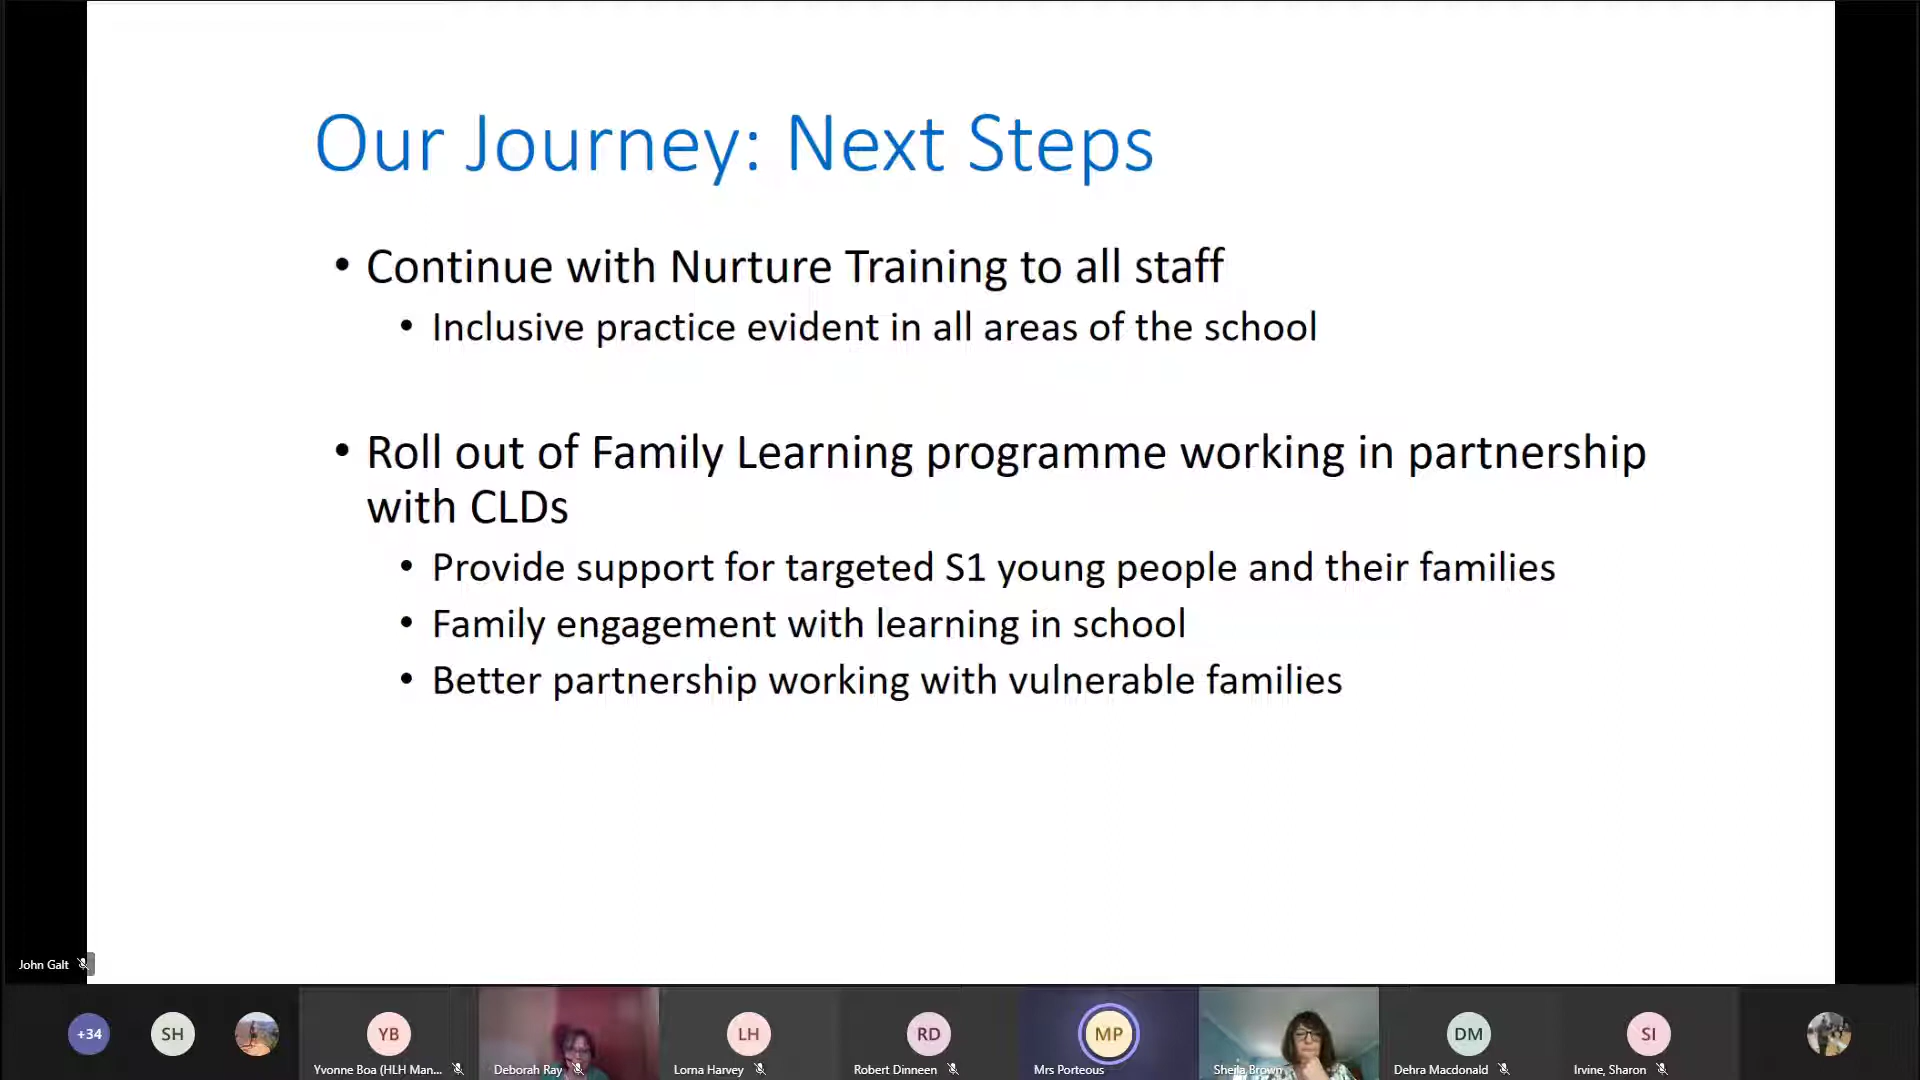 Our Journey: Next Steps
• Continue with Nurture Training to all staff
• Inclusive practice evident in all areas of the school
• Roll out of Family Learning programme working in partnership
with CLDs
• Provide support for targeted S1 young people and their families
• Family engagement with learning in school
• Better partnership working with vulnerable families
John Galt
+34
SH
YB
LH
RD
MP
DM
SI
Yvonne Boa (HLH Man...
Deborah Ray
Lorna Harvey
Robert Dinneen
Mrs Porteous
Sheila Brown
Dehra Macdonald
Irvine, Sharon